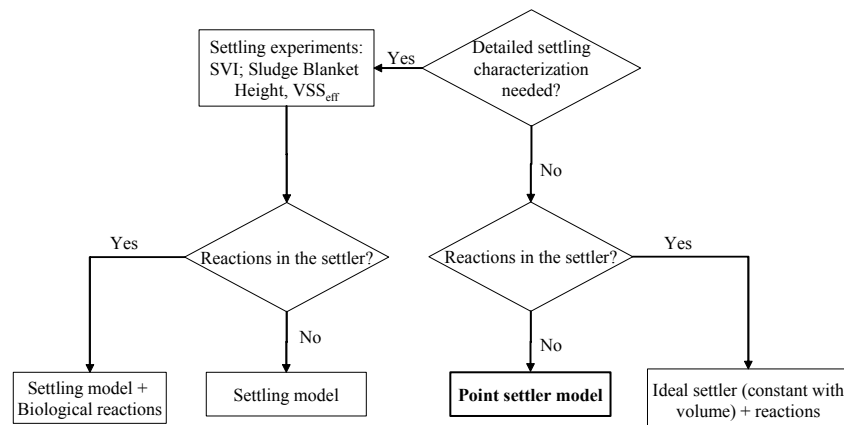 Settling experiments:
SVI; Sludge Blanket
Height, VSSeff
Yes
Detailed settling
characterization
needed?
No
Yes
Reactions in the settler?
No
Reactions in the settler?
Yes
No
Settling model +
Biological reactions
Settling model
Point settler model
Ideal settler (constant with
volume) + reactions